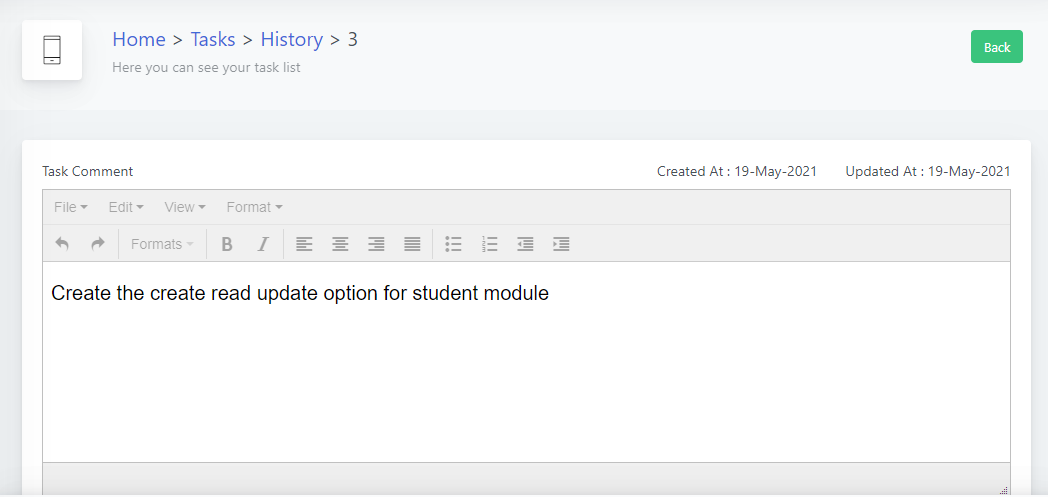 Home > Tasks > History > 3
Here you can see your task list
Back
Task Comment
Created At : 19-May-2021
Updated At : 19-May-2021
File Edit View Format
Formats B I
Create the create read update option for student module